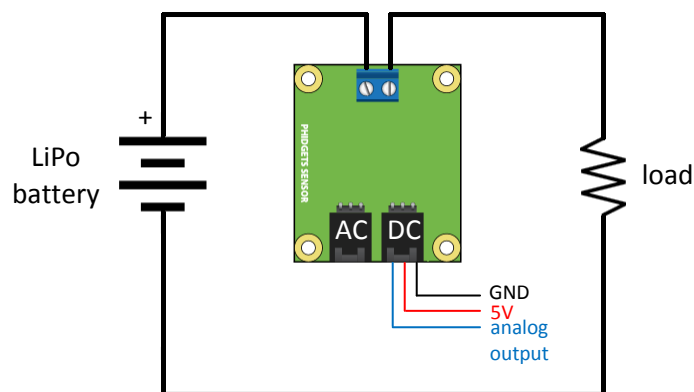 +
LiPo
battery
PHIDGETS SENSOR
AC
DC
load
GND
5V
analog
output